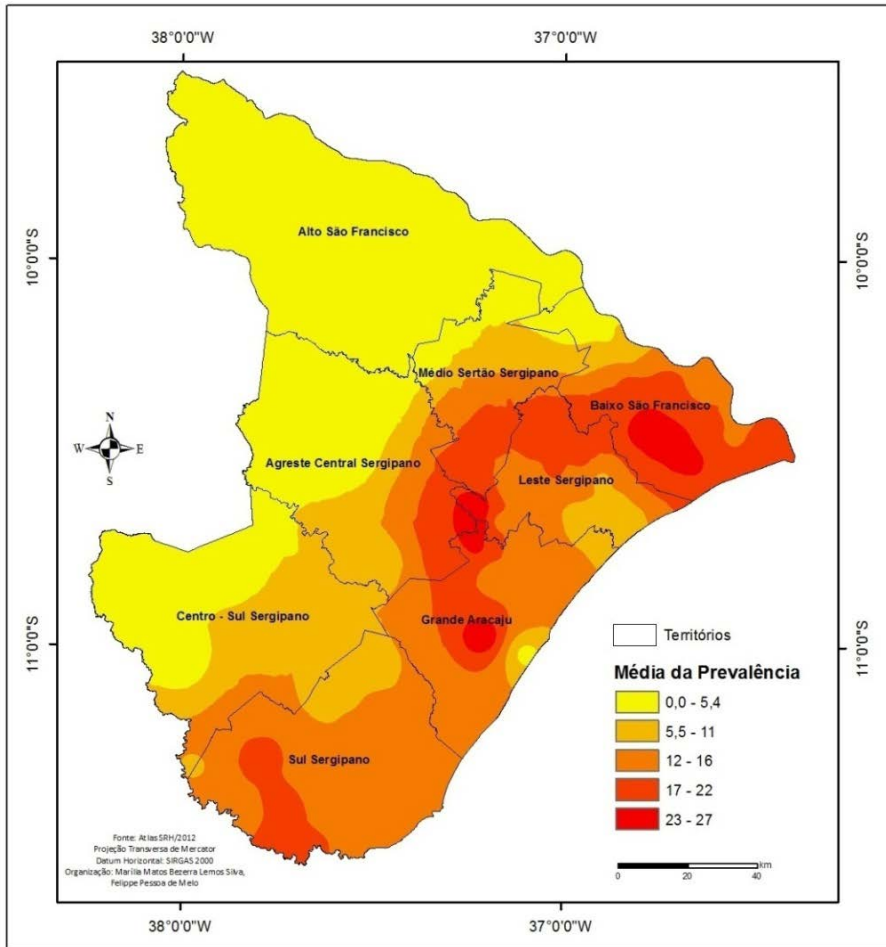 38°0'0"W
37°0'0"W
10°0'0"S
10°0'0"S
Alto São Francisco
Médio Sertão Sergipano
Baixo São Francisco
N
W
E
S
Agreste Central Sergipano
Leste Sergipano
Centro - Sul Sergipano
Grande Aracaju
11°0'0"S
11°0'0"S
Sul Sergipano
Territórios
Média da Prevalência
0,0 - 5,4
5,5 - 11
12 - 16
17 - 22
23 - 27
Fonte: Atlas SRH/2012
Projeção Transversa de Mercator
Datum Horizontal: SIRGAS 2000
Organização: Marília Matos Bezerra Lemos Silva,
Felippe Pessoa de Melo
km
0
20
40
38°0'0"W
37°0'0"W